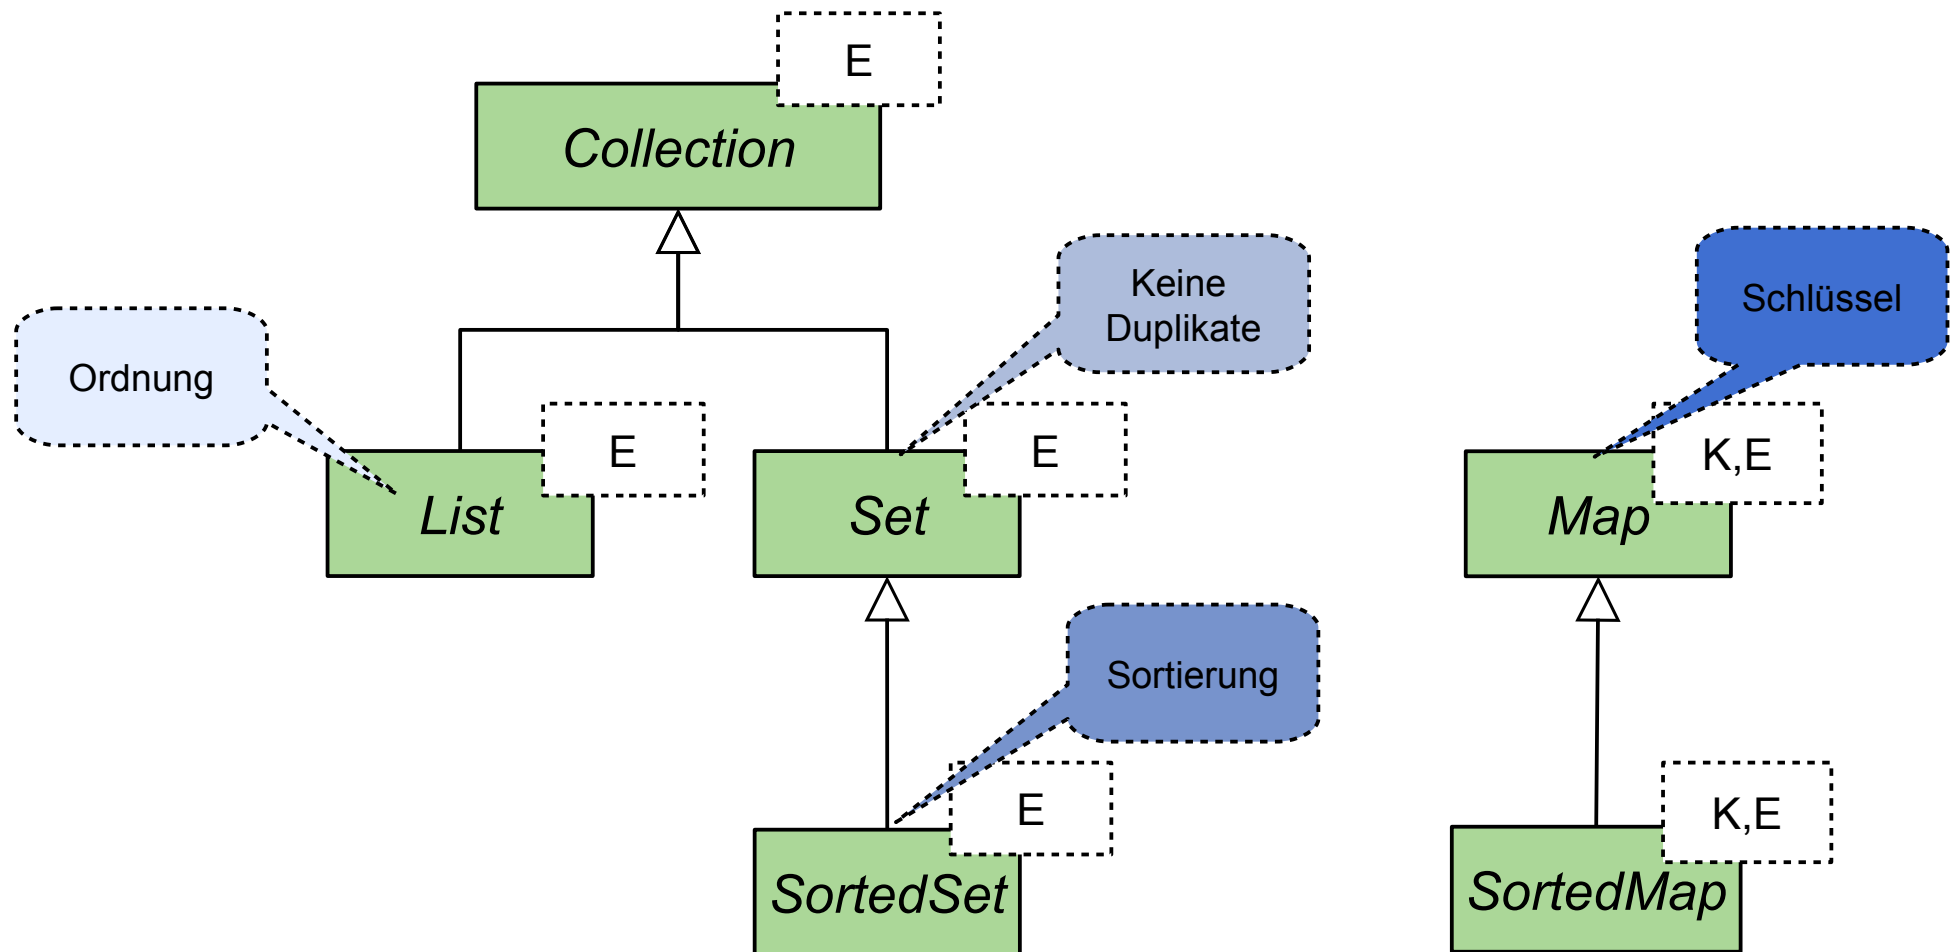 E
Collection
Keine
Duplikate
Schlüssel
Ordnung
E
List
E
Set
K,E
Map
Sortierung
E
SortedSet
K,E
SortedMap